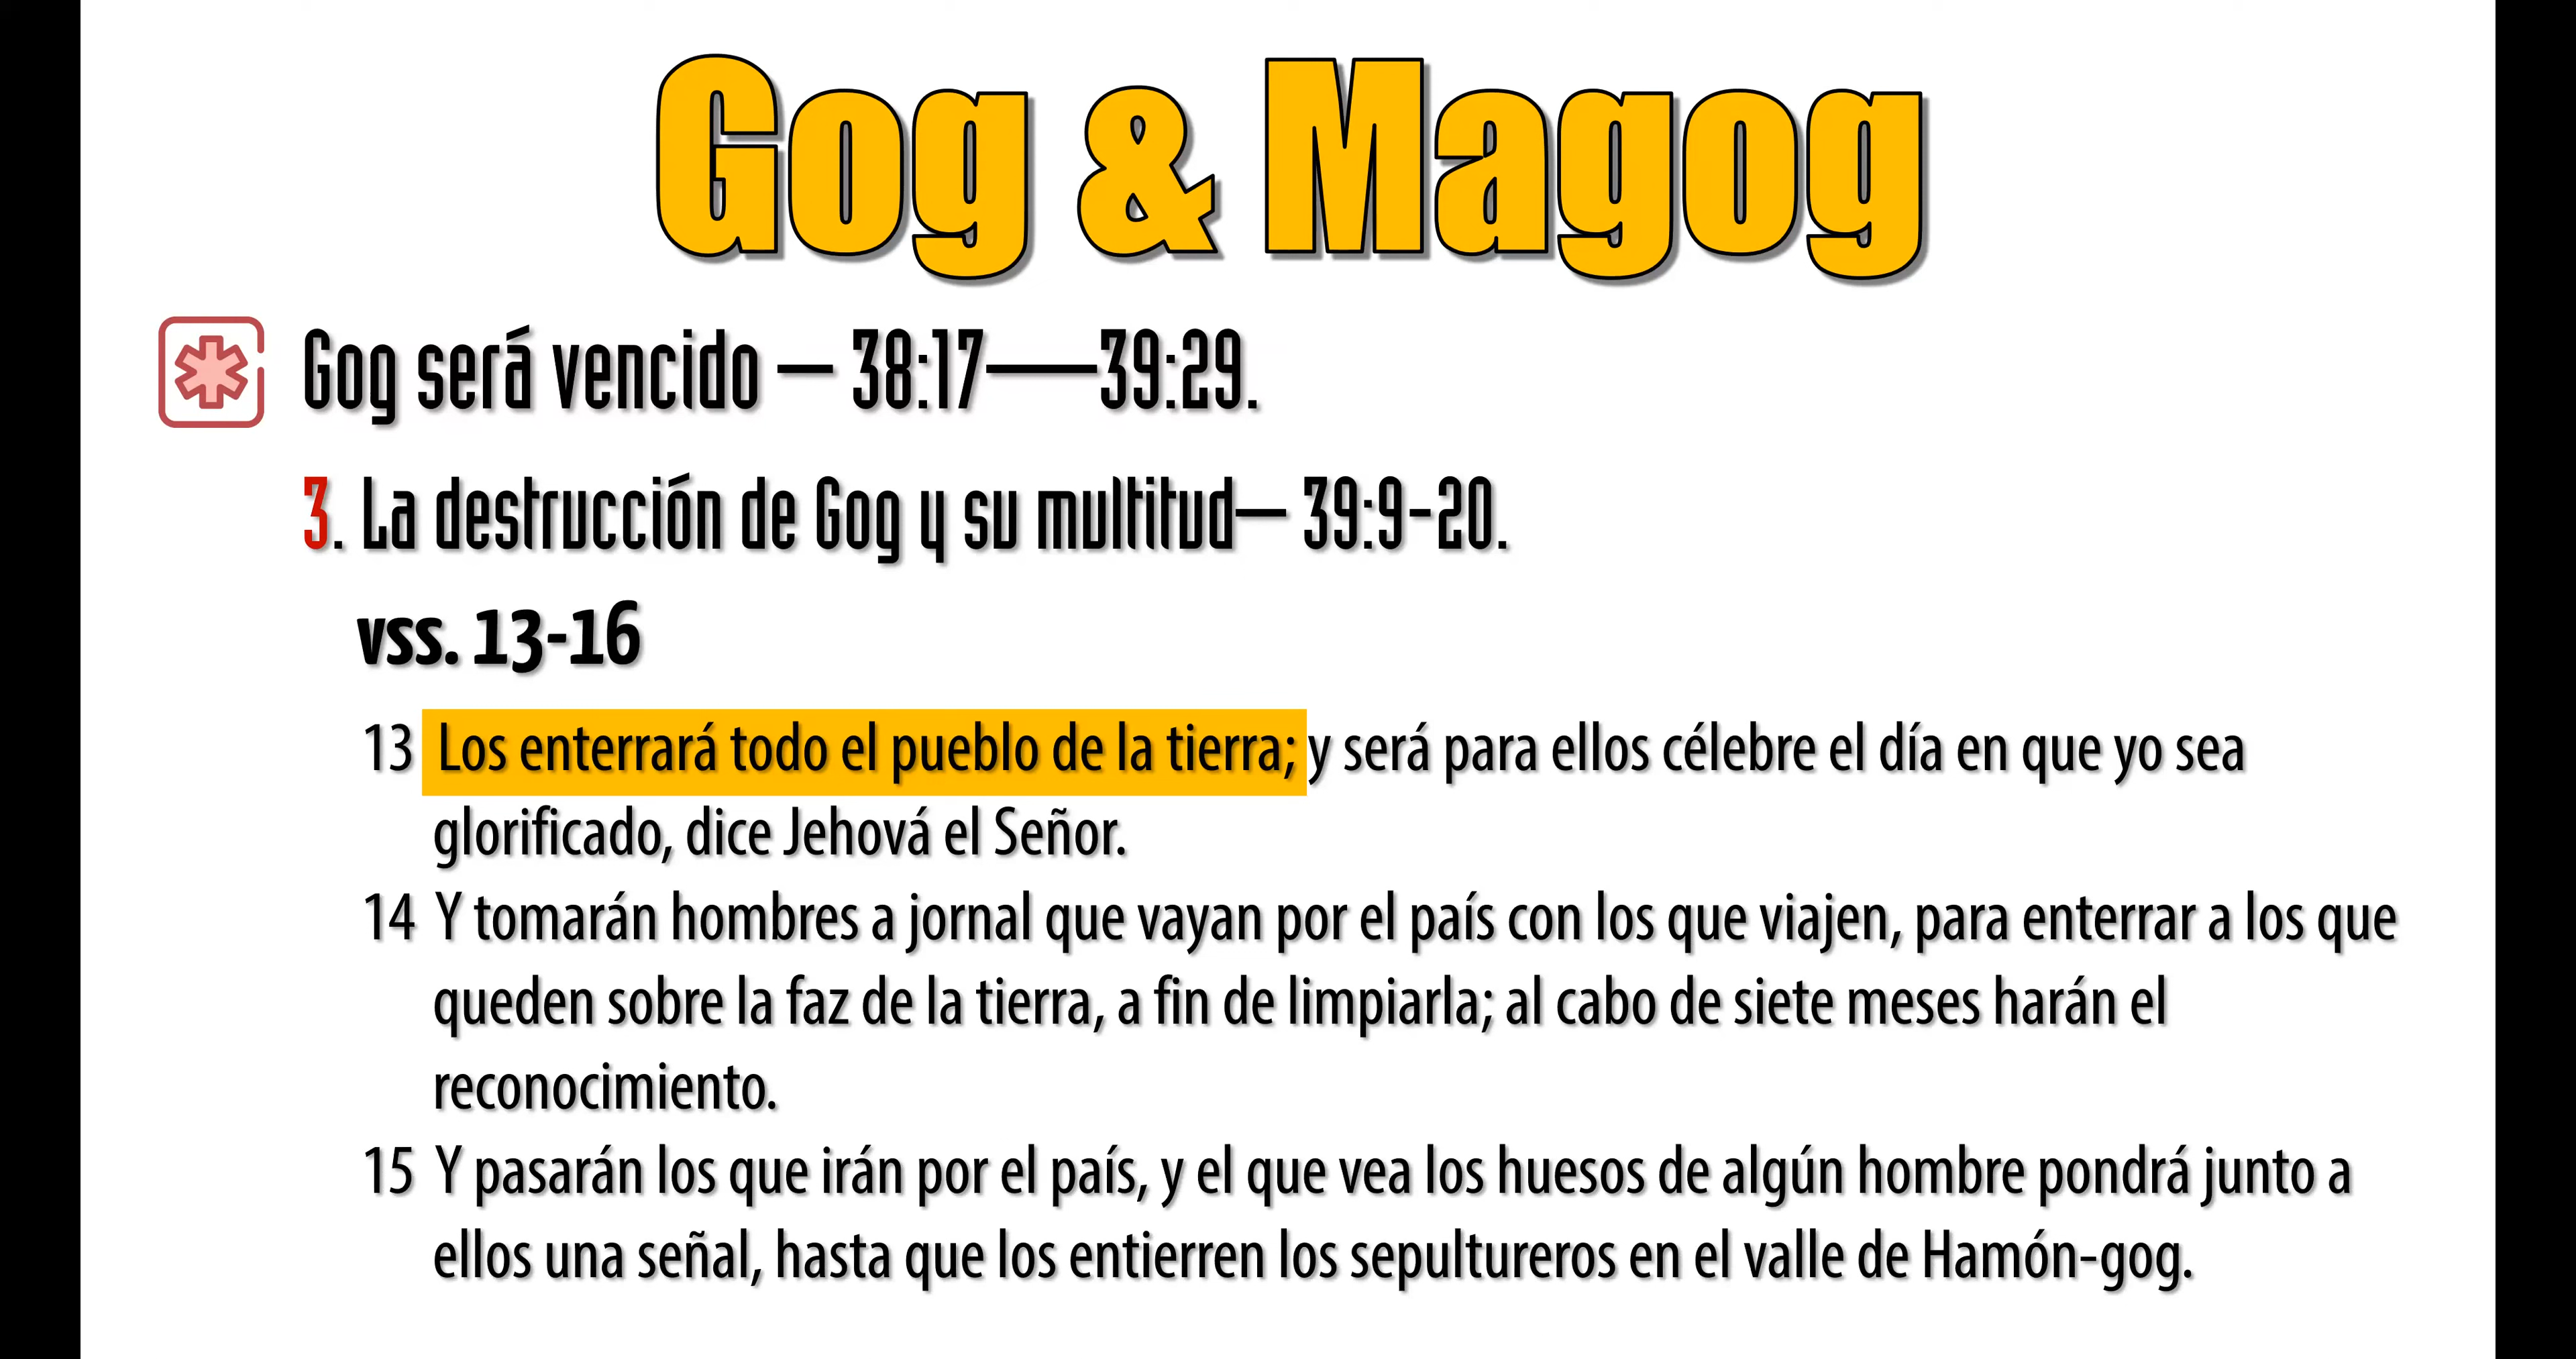 Gog & Magog
Gog será vencido — 38:17——39:29.
3. La destrucción de Gog y su multitud— 39:9-20.
vss. 13-16
13 Los enterrará todo el pueblo de la tierra; y será para ellos célebre el día en que yo sea
glorificado, dice Jehová el Señor.
14 Y tomarán hombres a jornal que vayan por el país con los que viajen, para enterrar a los que
queden sobre la faz de la tierra, a fin de limpiarla; al cabo de siete meses harán el
reconocimiento.
15 Y pasarán los que irán por el país, y el que vea los huesos de algún hombre pondrá junto a
ellos una señal, hasta que los entierren los sepultureros en el valle de Hamón-gog.